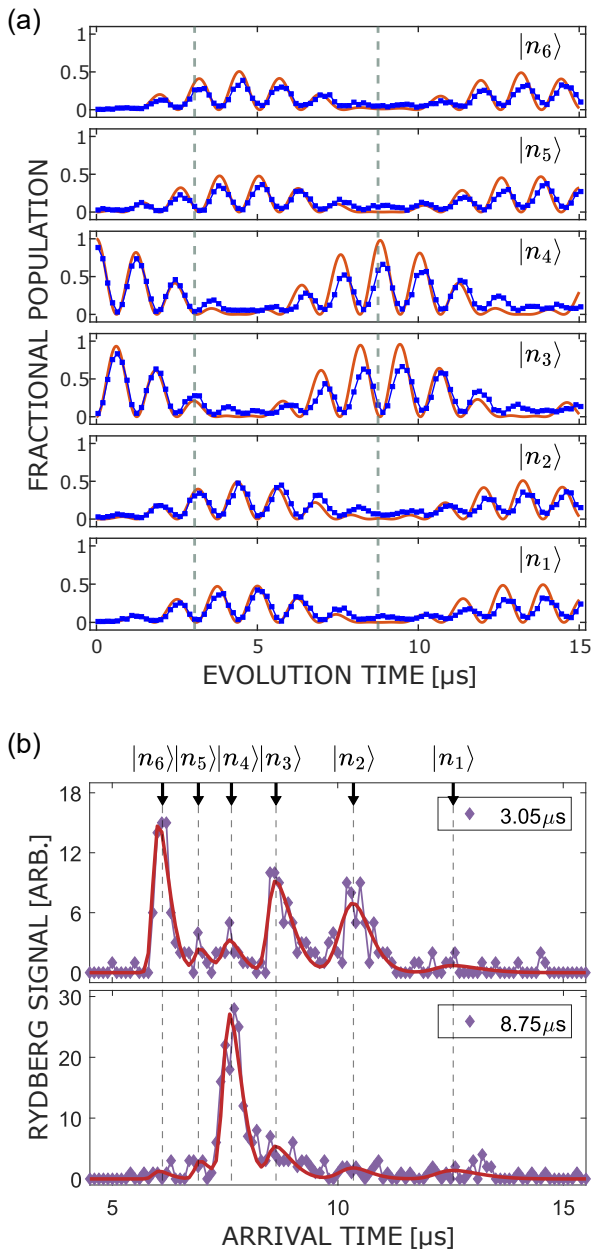 (a)
1
0.5
0
|n₆⟩
1
0.5
0
|n₅⟩
1
0.5
0
|n₄⟩
1
0.5
0
|n₃⟩
1
0.5
0
|n₂⟩
1
0.5
0
|n₁⟩
FRACTIONAL POPULATION
0 5 10 15
EVOLUTION TIME [µs]
(b)
|n₆⟩ |n₅⟩ |n₄⟩ |n₃⟩ |n₂⟩ |n₁⟩
18
12
6
0
3.05µs
30
20
10
0
8.75µs
RYDBERG SIGNAL [ARB.]
5 10 15
ARRIVAL TIME [µs]